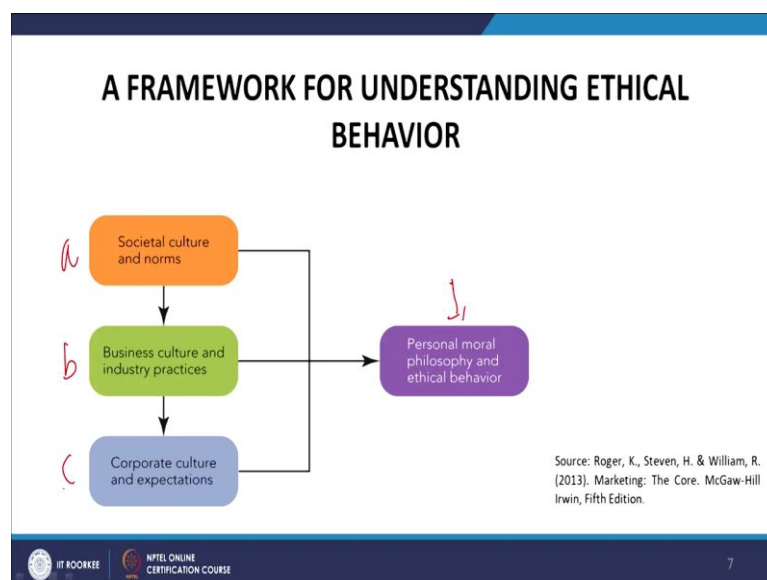 A FRAMEWORK FOR UNDERSTANDING ETHICAL
BEHAVIOR
a
Societal culture
and norms
b
Business culture and
industry practices
Personal moral
philosophy and
ethical behavior
c
Corporate culture
and expectations
Source: Roger, K., Steven, H. & William, R.
(2013). Marketing: The Core. McGaw-Hill
Irwin, Fifth Edition.
IIT ROORKEE
NPTEL ONLINE
CERTIFICATION COURSE
7